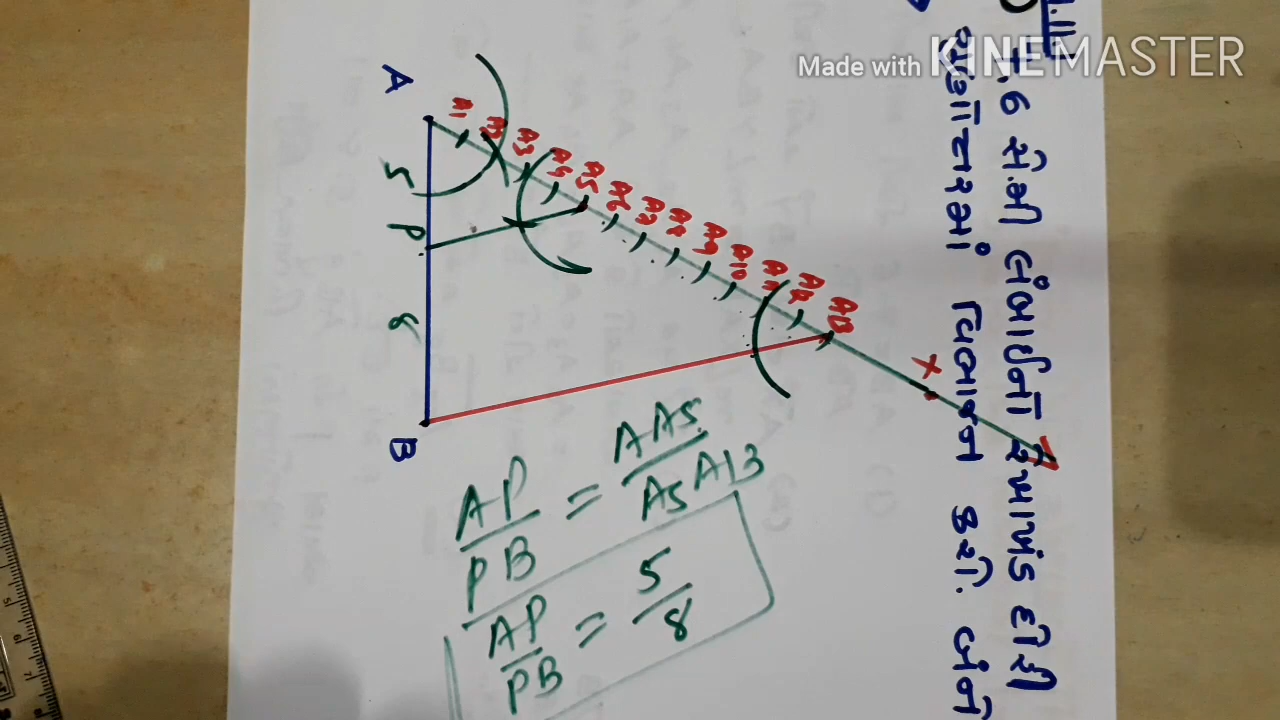 Made with KINEMASTER
7.6 સે.મી લંબાઈનો રેખાખંડ દોરી
ગુણોત્તરમાં વિભાજન કરો. બંને
A
A1
A3
A4
A5
A6
A7
A8
A9
A10
A11
A12
A13
X
5
P
8
B
AP/PB = AA5/A5A13
AP/PB = 5/8